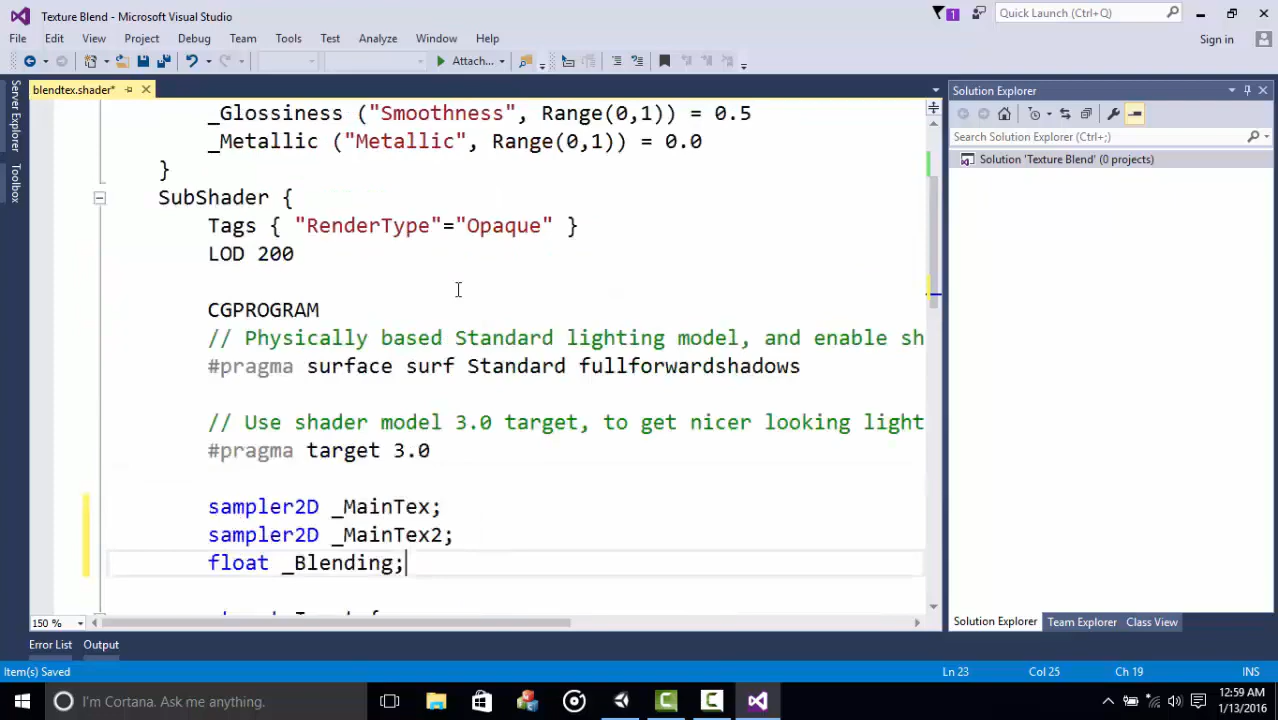 Texture Blend - Microsoft Visual Studio
1
Quick Launch (Ctrl+Q)
File Edit View Project Debug Team Tools Test Analyze Window Help
Sign in
Attach...
Server Explorer
Toolbox
blendtex.shader*
_Glossiness ("Smoothness", Range(0,1)) = 0.5
_Metallic ("Metallic", Range(0,1)) = 0.0
}
SubShader {
Tags { "RenderType"="Opaque" }
LOD 200
CGPROGRAM
// Physically based Standard lighting model, and enable sh
#pragma surface surf Standard fullforwardshadows
// Use shader model 3.0 target, to get nicer looking light
#pragma target 3.0
sampler2D _MainTex;
sampler2D _MainTex2;
float _Blending;
150 %
Solution Explorer
Search Solution Explorer (Ctrl+;)
Solution 'Texture Blend' (0 projects)
Solution Explorer Team Explorer Class View
Error List Output
Item(s) Saved Ln 23 Col 25 Ch 19 INS
I'm Cortana. Ask me anything.
12:59 AM
1/13/2016